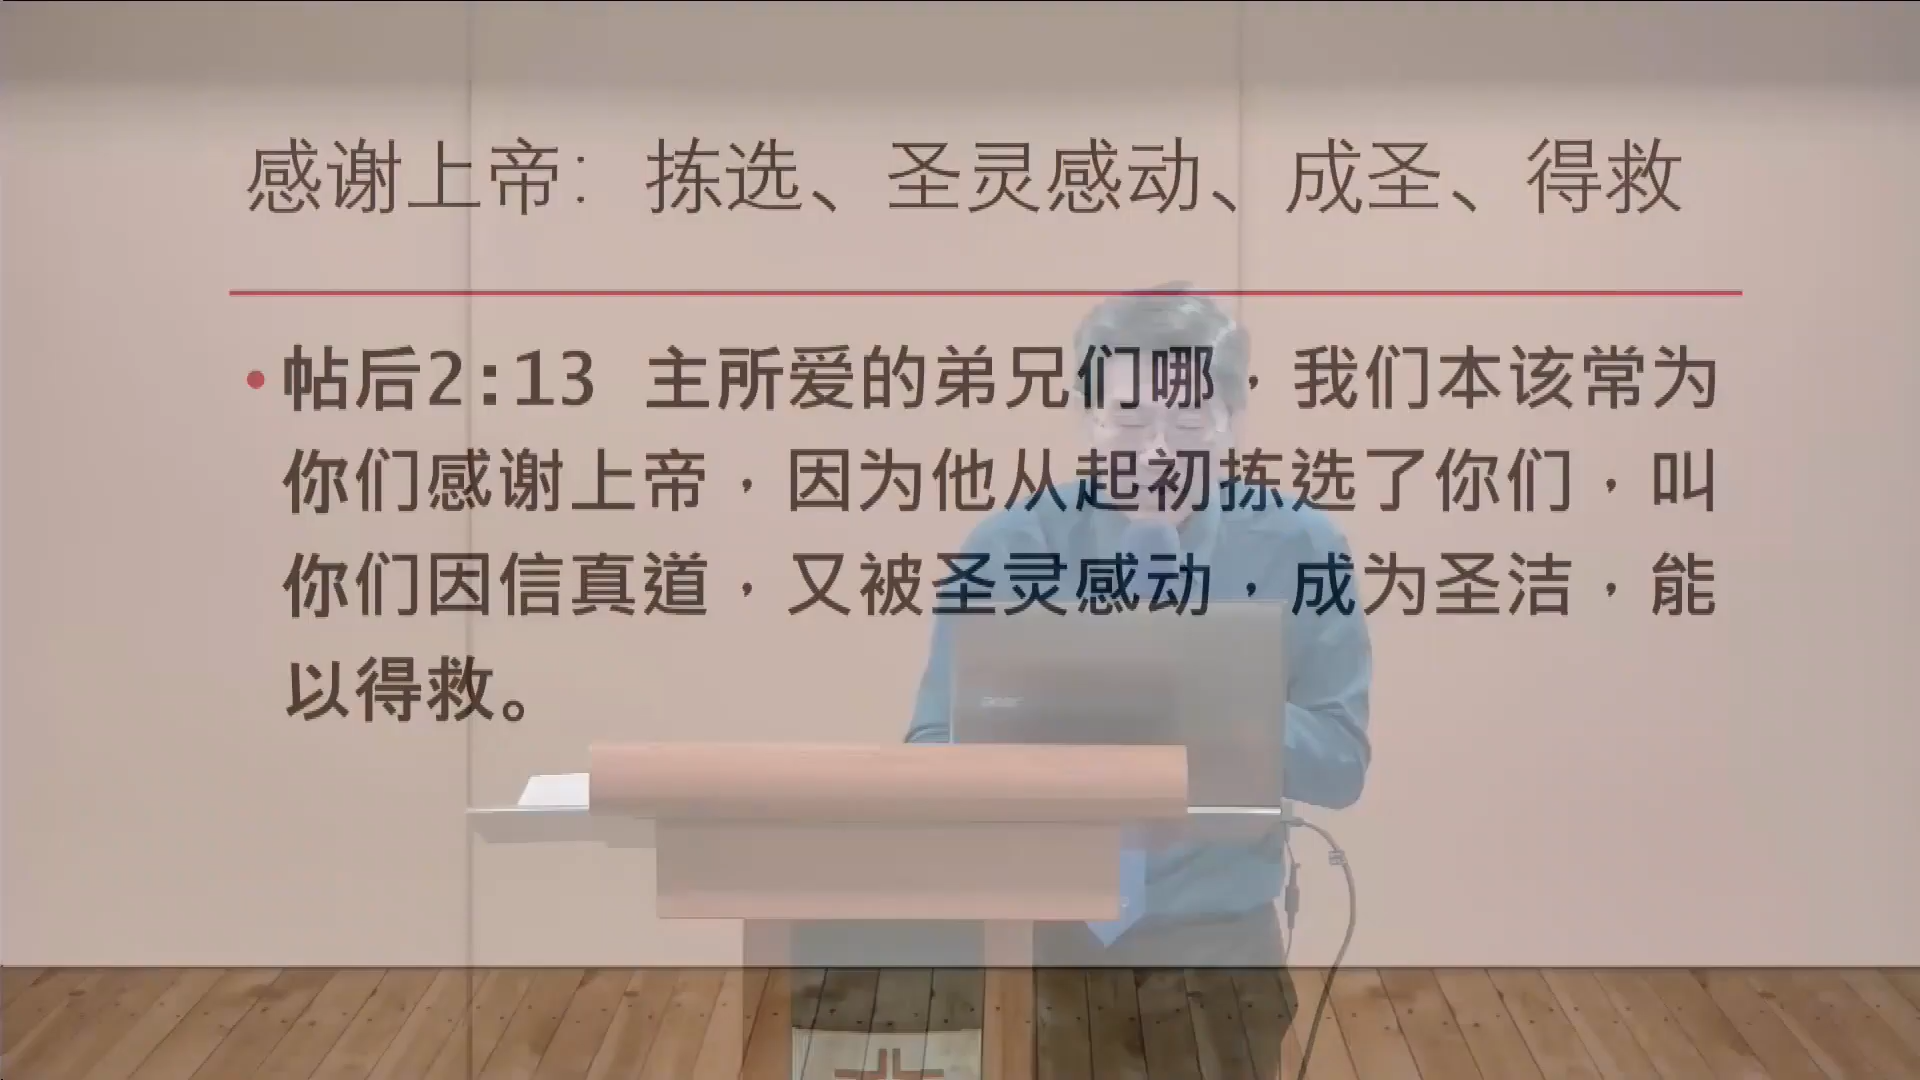 感谢上帝：拣选、圣灵感动、成圣、得救
•帖后2:13 主所爱的弟兄们哪，我们本该常为
你们感谢上帝，因为他从起初拣选了你们，叫
你们因信真道，又被圣灵感动，成为圣洁，能
以得救。
acer